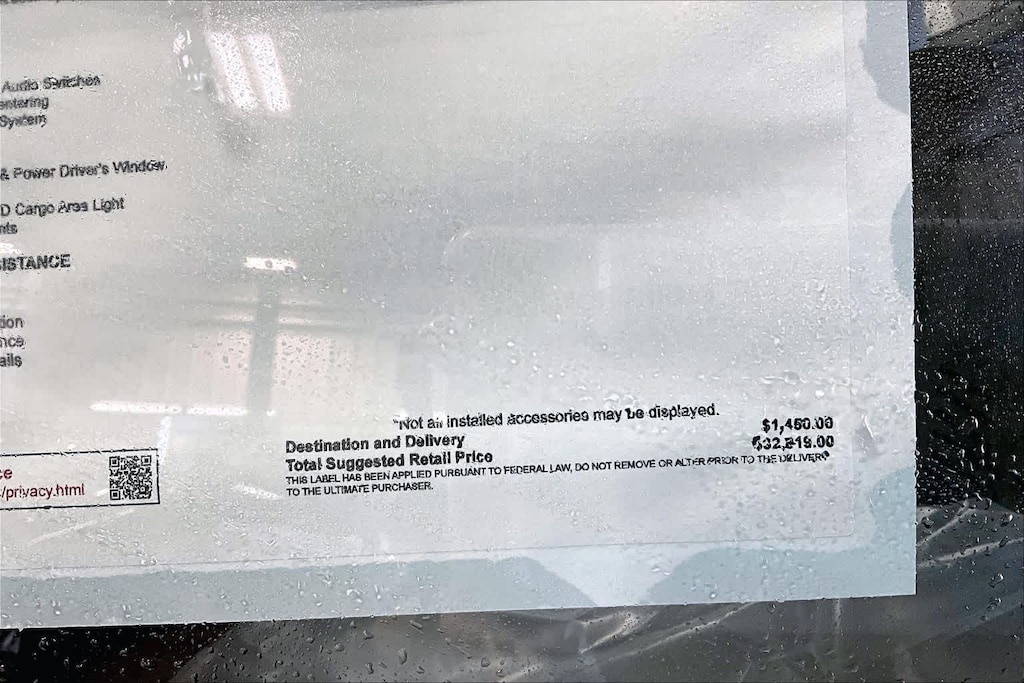 Audio Switches
entering
System
& Power Driver's Window
D Cargo Area Light
nts
ISTANCE
tion
nce
ails
ce
/privacy.html
*Not all installed accessories may be displayed.
Destination and Delivery $1,450.00
Total Suggested Retail Price
THIS LABEL HAS BEEN APPLIED PURSUANT TO FEDERAL LAW, DO NOT REMOVE OR ALTER PRIOR TO THE DELIVERY
TO THE ULTIMATE PURCHASER.